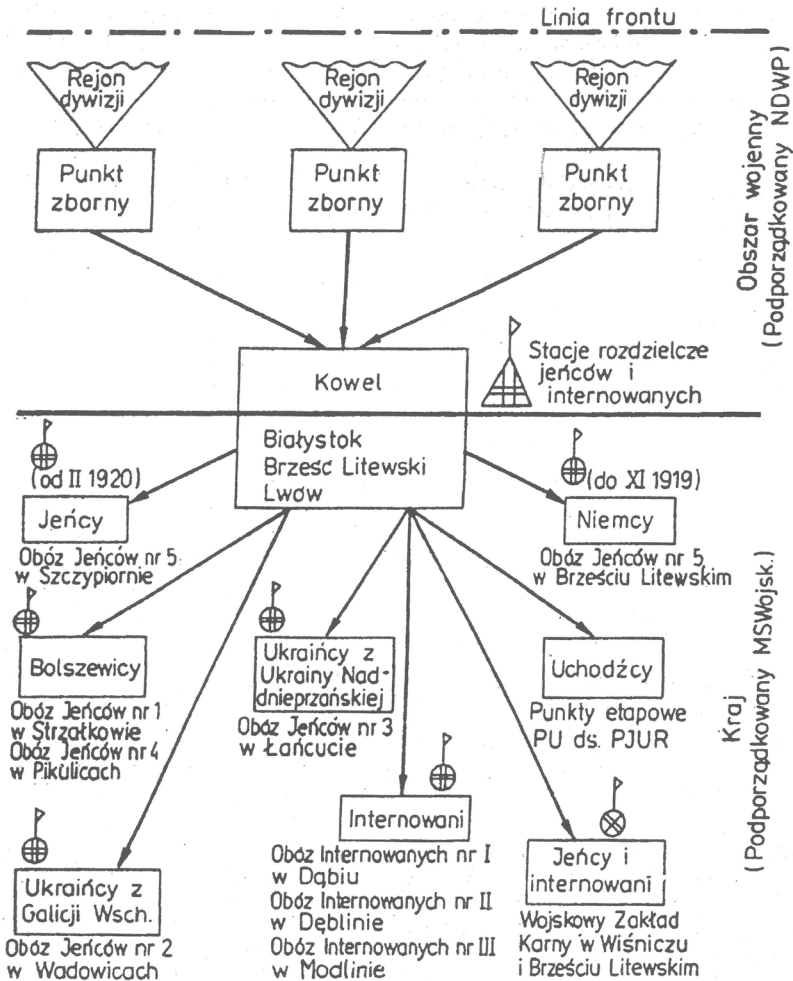 Linia frontu
Rejon
dywizji
Rejon
dywizji
Rejon
dywizji
Punkt
zborny
Punkt
zborny
Punkt
zborny
Obszar wojenny
(Podporządkowany NDWP)
Stacje rozdzielcze
jeńców i
internowanych
Kowel
Białystok
Brześć Litewski
Lwów
(od II 1920)
Jeńcy
Obóz Jeńców nr 5
w Szczypiornie
(do XI 1919)
Niemcy
Obóz Jeńców nr 5
w Brześciu Litewskim
Bolszewicy
Obóz Jeńców nr 1
w Strzałkowie
Obóz Jeńców nr 4
w Pikulicach
Ukraińcy z
Ukrainy Nad-
dnieprzańskiej
Obóz Jeńców nr 3
w Łańcucie
Uchodźcy
Punkty etapowe
PU ds. PJUR
Kraj
(Podporządkowany MSWojsk.)
Ukraińcy z
Galicji Wsch.
Obóz Jeńców nr 2
w Wadowicach
Internowani
Obóz Internowanych nr I
w Dąbiu
Obóz Internowanych nr II
w Dęblinie
Obóz Internowanych nr III
w Modlinie
Jeńcy i
internowani
Wojskowy Zakład
Karny w Wiśniczu
i Brześciu Litewskim